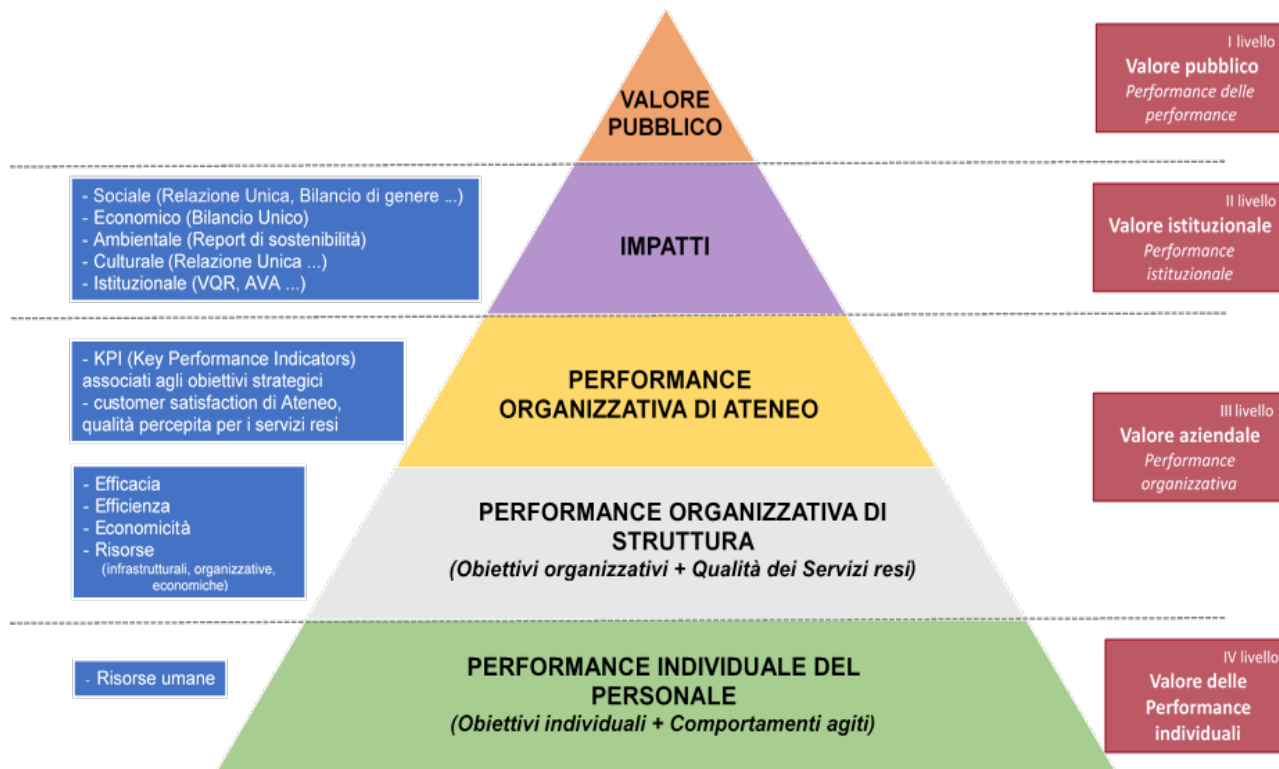 VALORE
PUBBLICO
I livello
Valore pubblico
Performance delle
performance
- Sociale (Relazione Unica, Bilancio di genere ...)
- Economico (Bilancio Unico)
- Ambientale (Report di sostenibilità)
- Culturale (Relazione Unica ...)
- Istituzionale (VQR, AVA ...)
IMPATTI
II livello
Valore istituzionale
Performance
istituzionale
- KPI (Key Performance Indicators)
associati agli obiettivi strategici
- customer satisfaction di Ateneo,
qualità percepita per i servizi resi
PERFORMANCE
ORGANIZZATIVA DI ATENEO
III livello
Valore aziendale
Performance
organizzativa
- Efficacia
- Efficienza
- Economicità
- Risorse
(infrastrutturali, organizzative,
economiche)
PERFORMANCE ORGANIZZATIVA DI
STRUTTURA
(Obiettivi organizzativi + Qualità dei Servizi resi)
- Risorse umane
PERFORMANCE INDIVIDUALE DEL
PERSONALE
(Obiettivi individuali + Comportamenti agiti)
IV livello
Valore delle
Performance
individuali